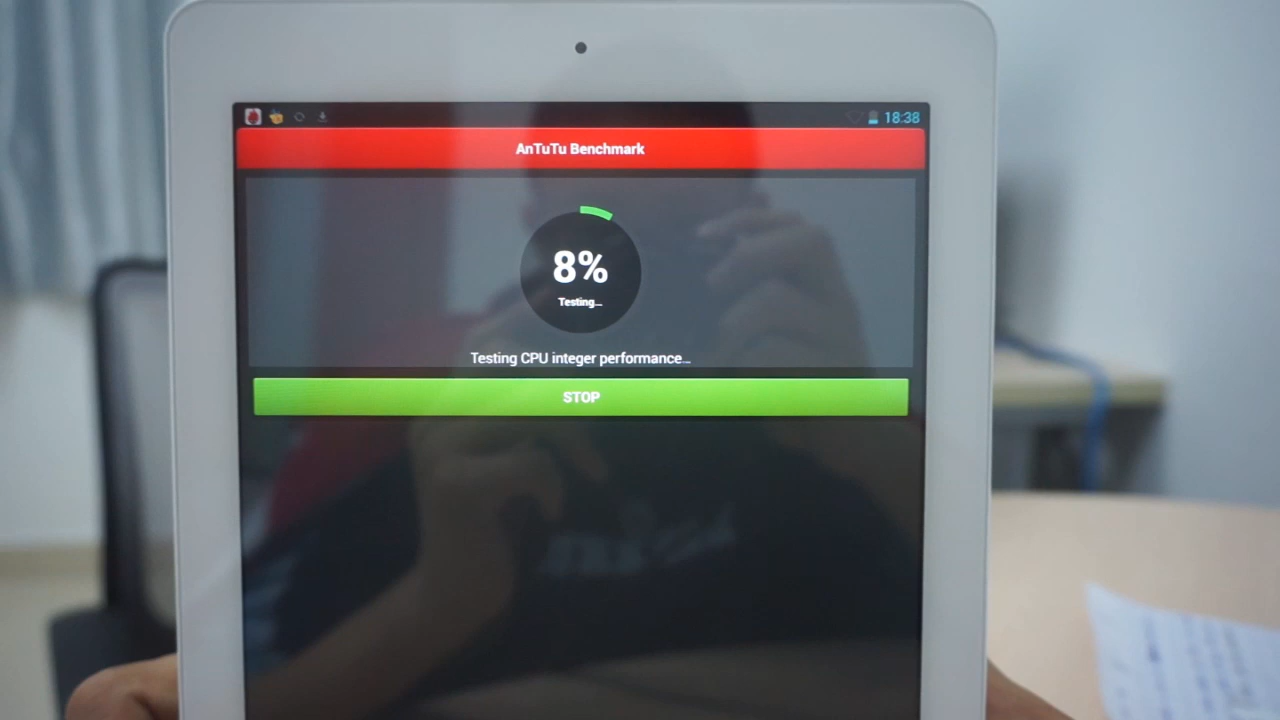 18:38
AnTuTu Benchmark
8%
Testing...
Testing CPU integer performance...
STOP